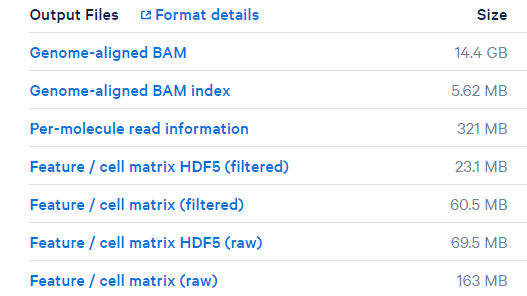 Output Files Format details Size
Genome-aligned BAM 14.4 GB
Genome-aligned BAM index 5.62 MB
Per-molecule read information 321 MB
Feature / cell matrix HDF5 (filtered) 23.1 MB
Feature / cell matrix (filtered) 60.5 MB
Feature / cell matrix HDF5 (raw) 69.5 MB
Feature / cell matrix (raw) 163 MB